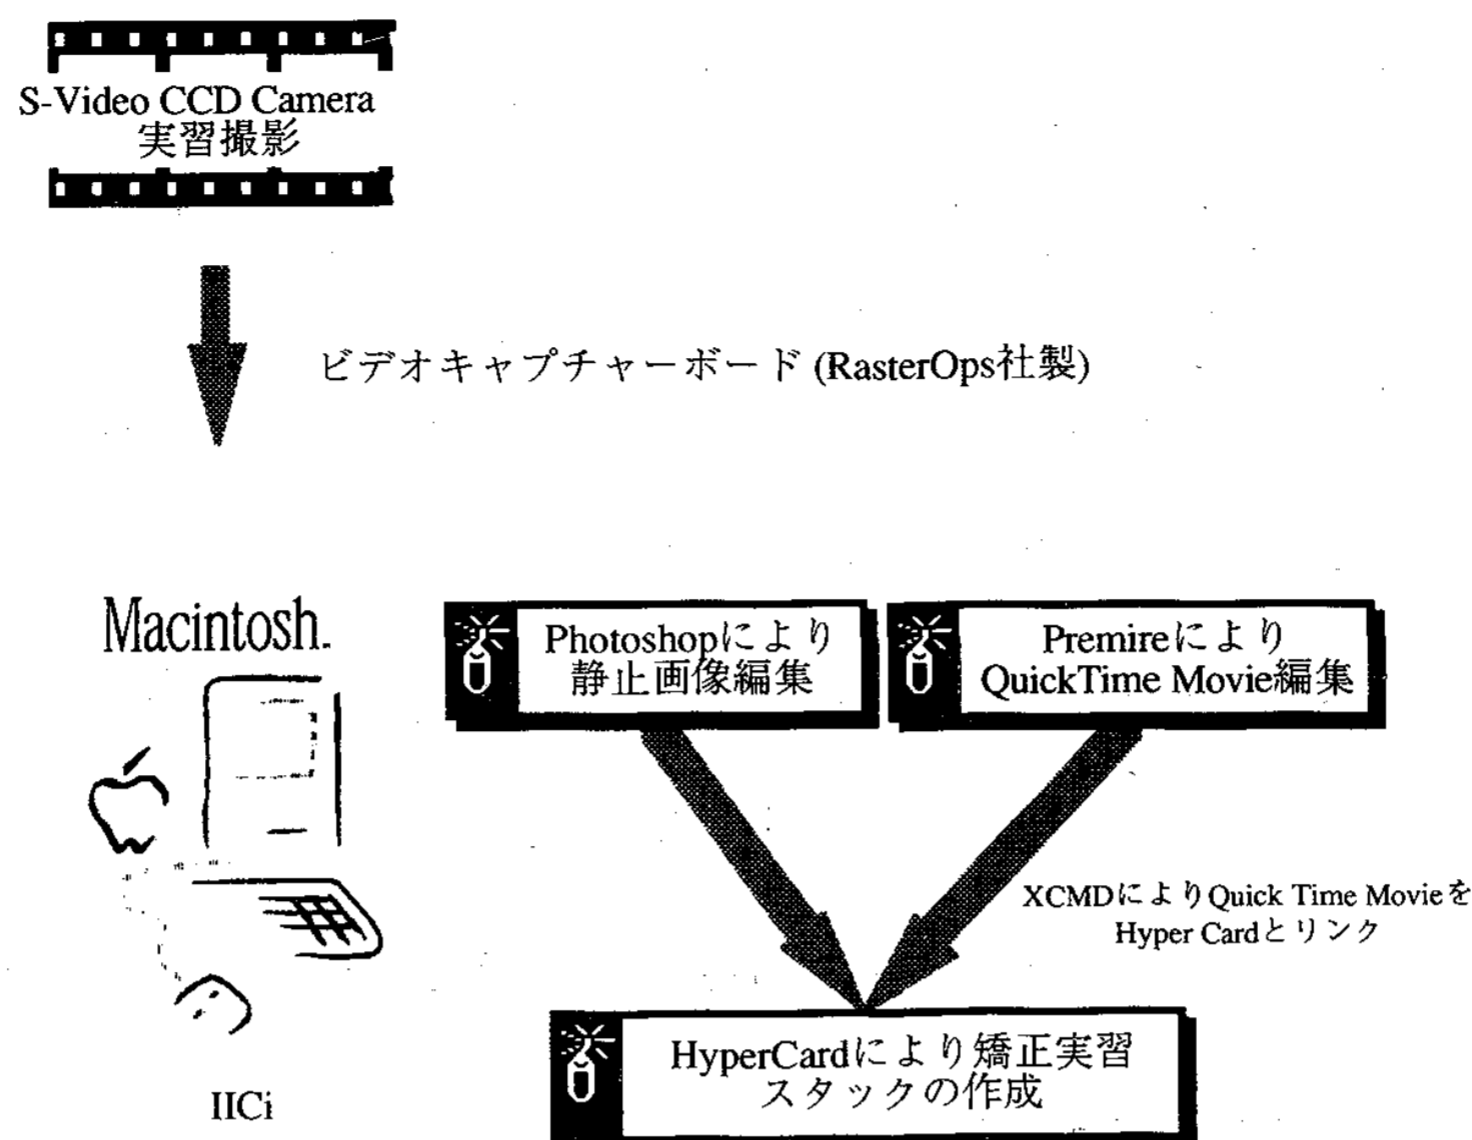 S-Video CCD Camera
実習撮影
ビデオキャプチャーボード (RasterOps社製)
Macintosh.
IICi
Photoshopにより
静止画像編集
Premireにより
QuickTime Movie編集
XCMDによりQuick Time Movieを
Hyper Cardとリンク
HyperCardにより矯正実習
スタックの作成